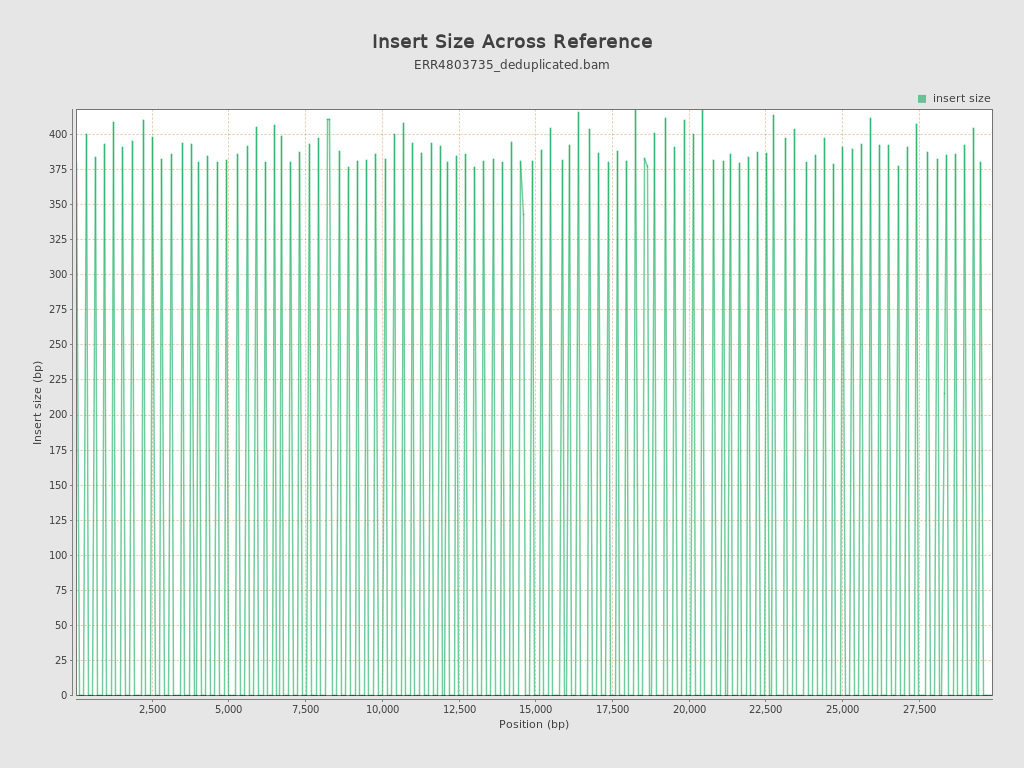 Insert Size Across Reference
ERR4803735_deduplicated.bam
insert size
Insert size (bp)
400
375
350
325
300
275
250
225
200
175
150
125
100
75
50
25
0
2,500 5,000 7,500 10,000 12,500 15,000 17,500 20,000 22,500 25,000 27,500
Position (bp)